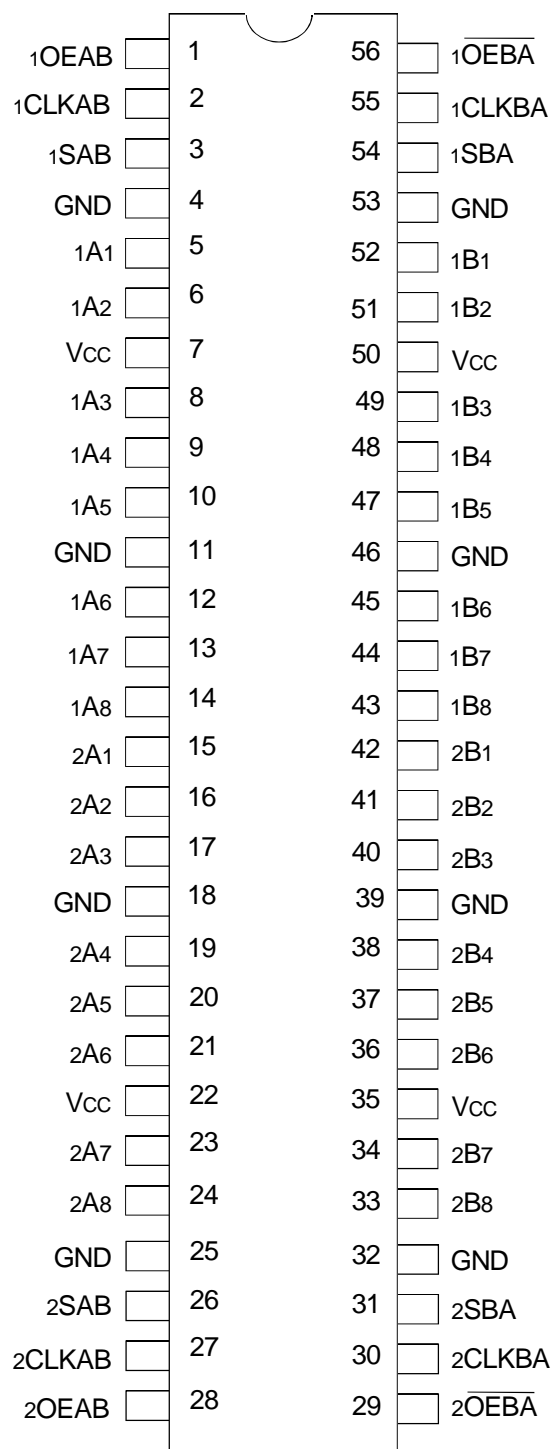 1OEAB 1 56 1O̅E̅B̅A̅
1CLKAB 2 55 1CLKBA
1SAB 3 54 1SBA
GND 4 53 GND
1A1 5 52 1B1
1A2 6 51 1B2
VCC 7 50 VCC
1A3 8 49 1B3
1A4 9 48 1B4
1A5 10 47 1B5
GND 11 46 GND
1A6 12 45 1B6
1A7 13 44 1B7
1A8 14 43 1B8
2A1 15 42 2B1
2A2 16 41 2B2
2A3 17 40 2B3
GND 18 39 GND
2A4 19 38 2B4
2A5 20 37 2B5
2A6 21 36 2B6
VCC 22 35 VCC
2A7 23 34 2B7
2A8 24 33 2B8
GND 25 32 GND
2SAB 26 31 2SBA
2CLKAB 27 30 2CLKBA
2OEAB 28 29 2O̅E̅B̅A̅